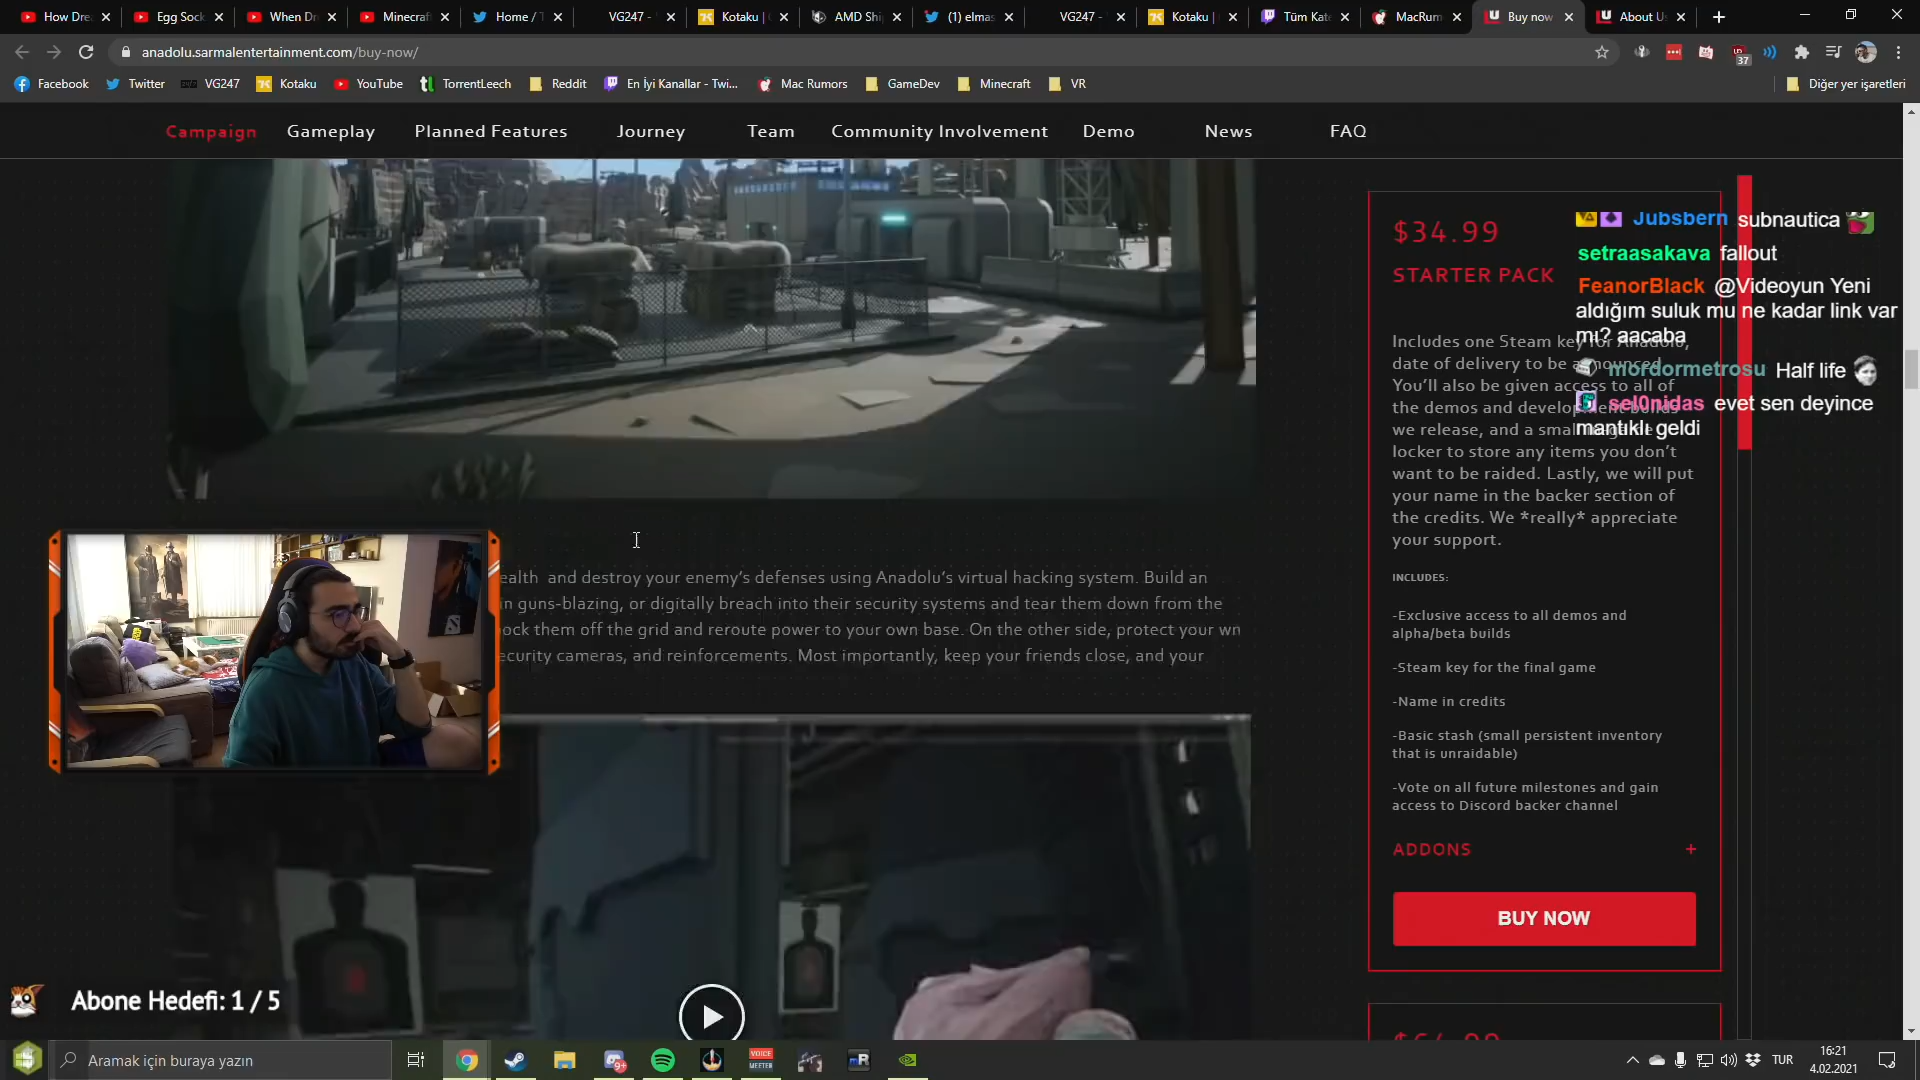 How Dre
Egg Sock
When Dr
Minecraf
Home / T
VG247 -
Kotaku |
AMD Shi
(1) elmas
VG247 -
Kotaku |
Tüm Kate
MacRum
Buy now
About U
anadolu.sarmalentertainment.com/buy-now/
37
Facebook
Twitter
VG247
Kotaku
YouTube
TorrentLeech
Reddit
En İyi Kanallar - Twi...
Mac Rumors
GameDev
Minecraft
VR
Diğer yer işaretleri
Campaign
Gameplay
Planned Features
Journey
Team
Community Involvement
Demo
News
FAQ
$34.99
STARTER PACK
Jubsbern subnautica
setraasakava fallout
FeanorBlack @Videoyun Yeni
aldığım suluk mu ne kadar link var
mı? aacaba
mordormetrosu Half life
sel0nidas evet sen deyince
mantıklı geldi
Includes one Steam key for Anadolu,
date of delivery to be announced.
You'll also be given access to all of
the demos and development builds
we release, and a small
locker to store any items you don't
want to be raided. Lastly, we will put
your name in the backer section of
the credits. We *really* appreciate
your support.
INCLUDES:
-Exclusive access to all demos and
alpha/beta builds
-Steam key for the final game
-Name in credits
-Basic stash (small persistent inventory
that is unraidable)
-Vote on all future milestones and gain
access to Discord backer channel
ADDONS +
BUY NOW
ealth and destroy your enemy's defenses using Anadolu's virtual hacking system. Build an
n guns-blazing, or digitally breach into their security systems and tear them down from the
ock them off the grid and reroute power to your own base. On the other side, protect your wn
ecurity cameras, and reinforcements. Most importantly, keep your friends close, and your
Abone Hedefi: 1 / 5
Aramak için buraya yazın
9+
VOICE
MEETER
mR
TUR
16:21
4.02.2021